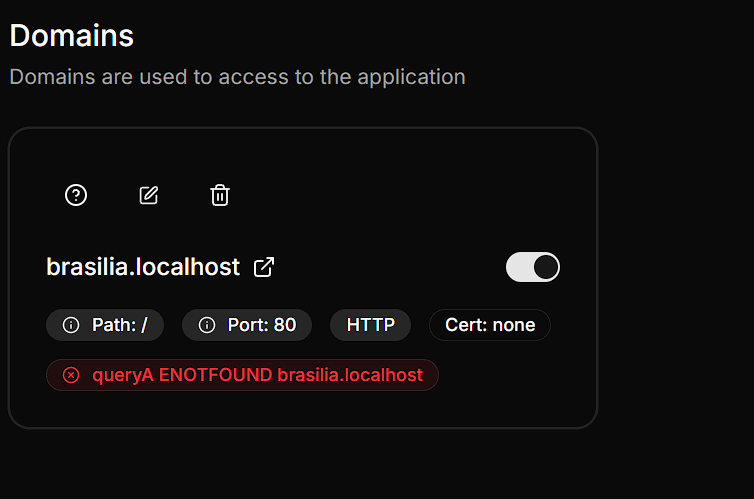 Domains
Domains are used to access to the application
brasilia.localhost
Path: / Port: 80 HTTP Cert: none
queryA ENOTFOUND brasilia.localhost